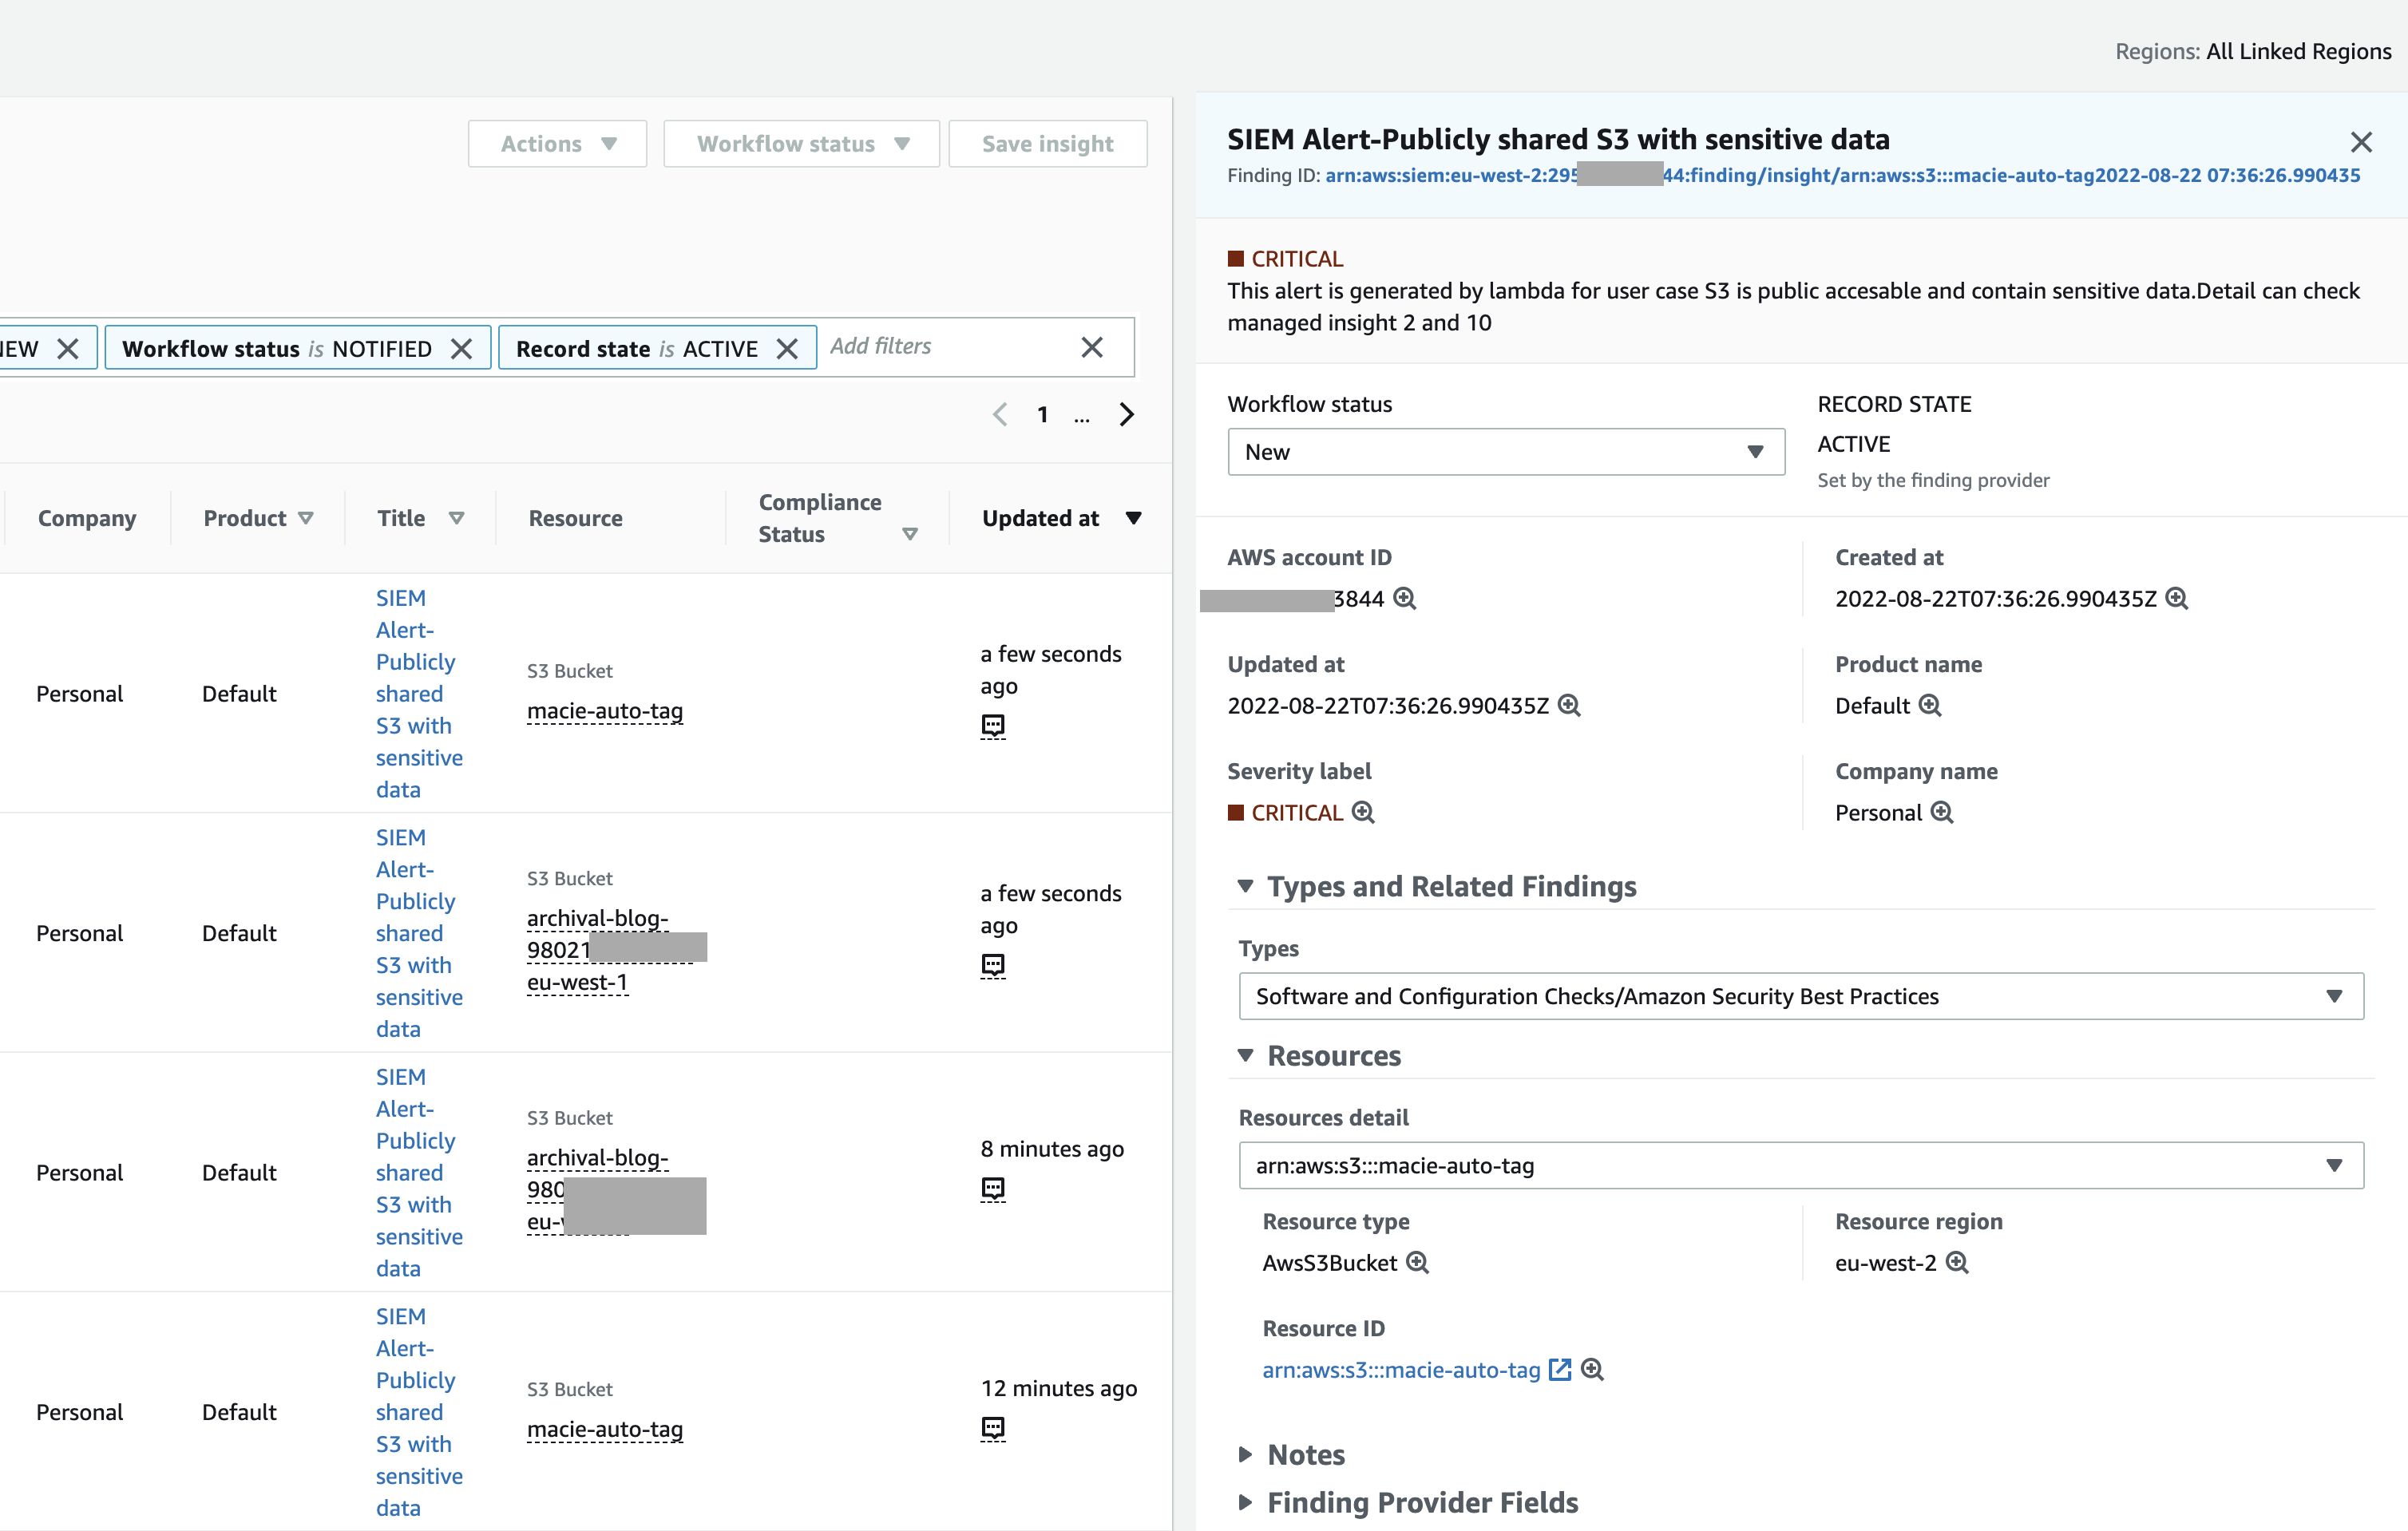 Regions: All Linked Regions
Actions
Workflow status
Save insight
Workflow status is NOTIFIED
Record state is ACTIVE
Add filters
1 ...
Company
Product
Title
Resource
Compliance
Status
Updated at
Personal
Default
SIEM
Alert-
Publicly
shared
S3 with
sensitive
data
S3 Bucket
macie-auto-tag
a few seconds
ago
Personal
Default
SIEM
Alert-
Publicly
shared
S3 with
sensitive
data
S3 Bucket
archival-blog-
98021
eu-west-1
a few seconds
ago
Personal
Default
SIEM
Alert-
Publicly
shared
S3 with
sensitive
data
S3 Bucket
archival-blog-
980
8 minutes ago
Personal
Default
SIEM
Alert-
Publicly
shared
S3 with
sensitive
data
S3 Bucket
macie-auto-tag
12 minutes ago
SIEM Alert-Publicly shared S3 with sensitive data
Finding ID: arn:aws:siem:eu-west-2:295 44:finding/insight/arn:aws:s3:::macie-auto-tag2022-08-22 07:36:26.990435
CRITICAL
This alert is generated by lambda for user case S3 is public accesable and contain sensitive data.Detail can check
managed insight 2 and 10
Workflow status
New
RECORD STATE
ACTIVE
Set by the finding provider
AWS account ID
3844
Created at
2022-08-22T07:36:26.990435Z
Updated at
2022-08-22T07:36:26.990435Z
Product name
Default
Severity label
CRITICAL
Company name
Personal
Types and Related Findings
Types
Software and Configuration Checks/Amazon Security Best Practices
Resources
Resources detail
arn:aws:s3:::macie-auto-tag
Resource type
AwsS3Bucket
Resource region
eu-west-2
Resource ID
arn:aws:s3:::macie-auto-tag
Notes
Finding Provider Fields